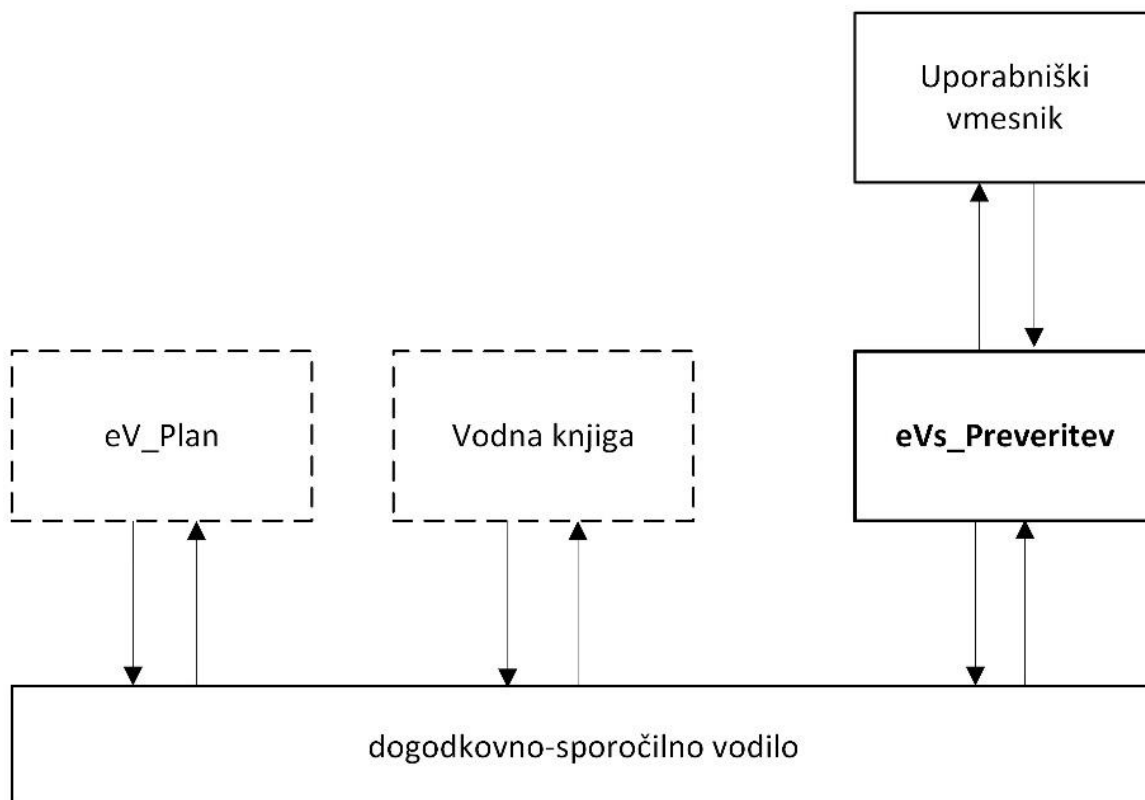 Uporabniški
vmesnik
eV_Plan
Vodna knjiga
eVs_Preveritev
dogodkovno-sporočilno vodilo